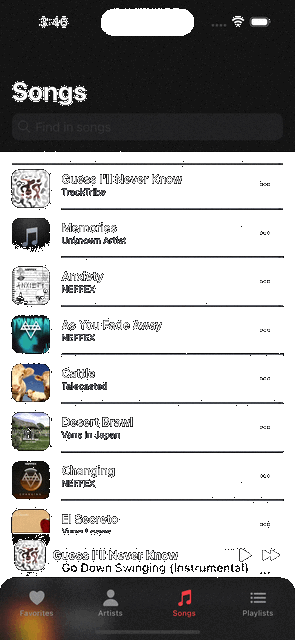 3:46
Songs
Find in songs
Guess I'll Never Know
TrackTribe
Memories
Unknown Artist
Anxiety
NEFFEX
As You Fade Away
NEFFEX
Cattle
Telecasted
Desert Brawl
Vans in Japan
Changing
NEFFEX
El Secreto
Yung Logos
Guess I'll Never Know
Go Down Swinging (Instrumental)
Favorites
Artists
Songs
Playlists